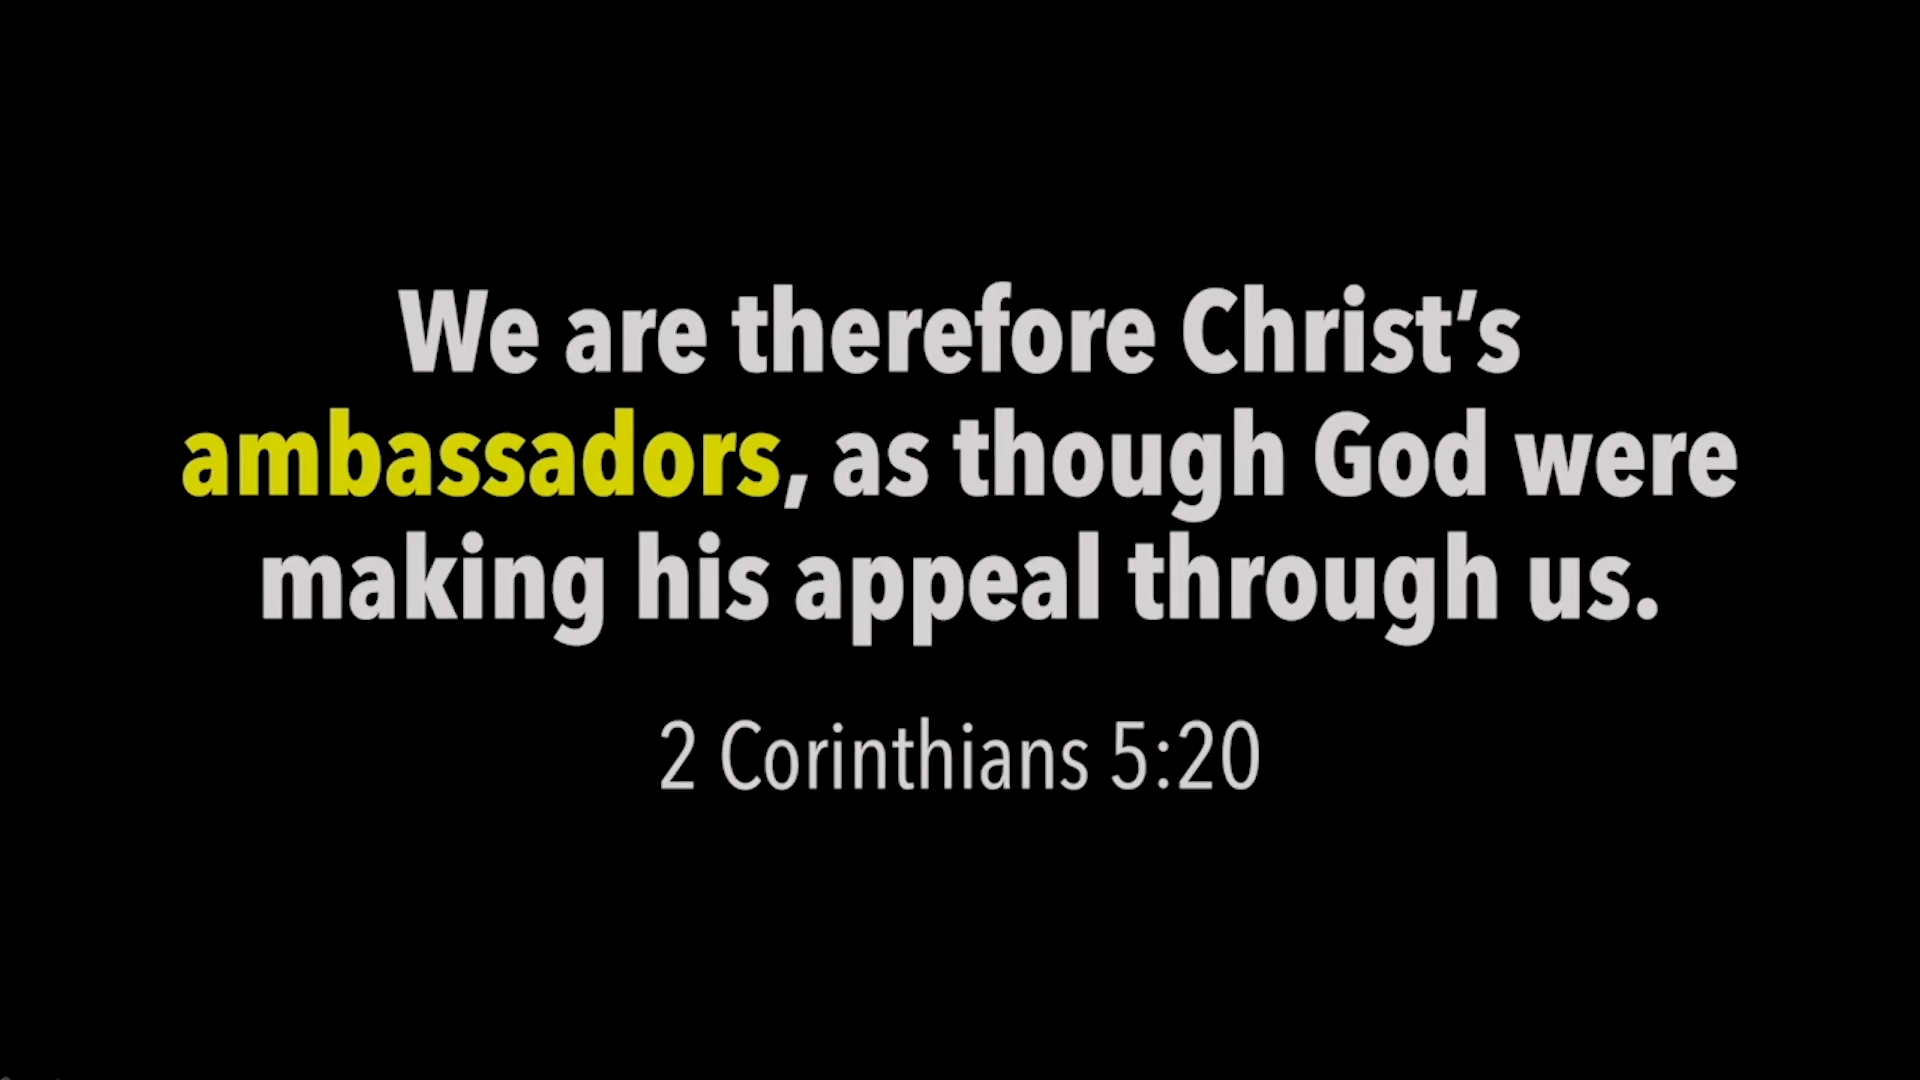 We are therefore Christ’s
ambassadors, as though God were
making his appeal through us.
2 Corinthians 5:20